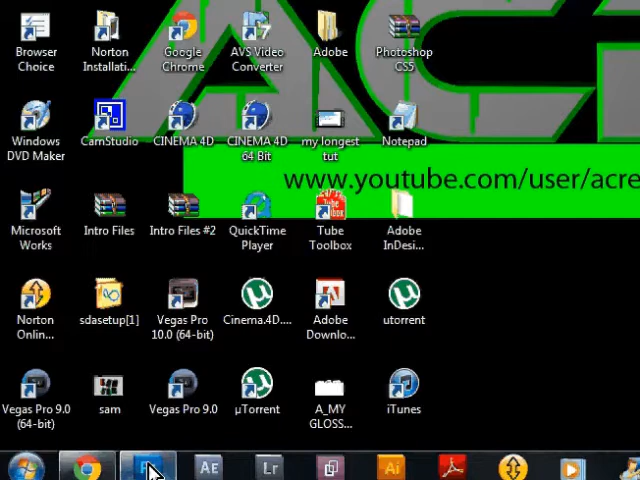 ACR
Browser Choice
Norton Installati...
Google Chrome
AVS Video Converter
Adobe
Photoshop CS5
Windows DVD Maker
CamStudio
CINEMA 4D
CINEMA 4D 64 Bit
my longest tut
Notepad
www.youtube.com/user/acre
Microsoft Works
Intro Files
Intro Files #2
QuickTime Player
Tube Toolbox
Adobe InDesi...
Norton Online...
sdasetup[1]
Vegas Pro 10.0 (64-bit)
Cinema.4D....
Adobe Downlo...
utorrent
Vegas Pro 9.0 (64-bit)
sam
Vegas Pro 9.0
µTorrent
A_MY GLOSS...
iTunes
AE
Lr
Ai